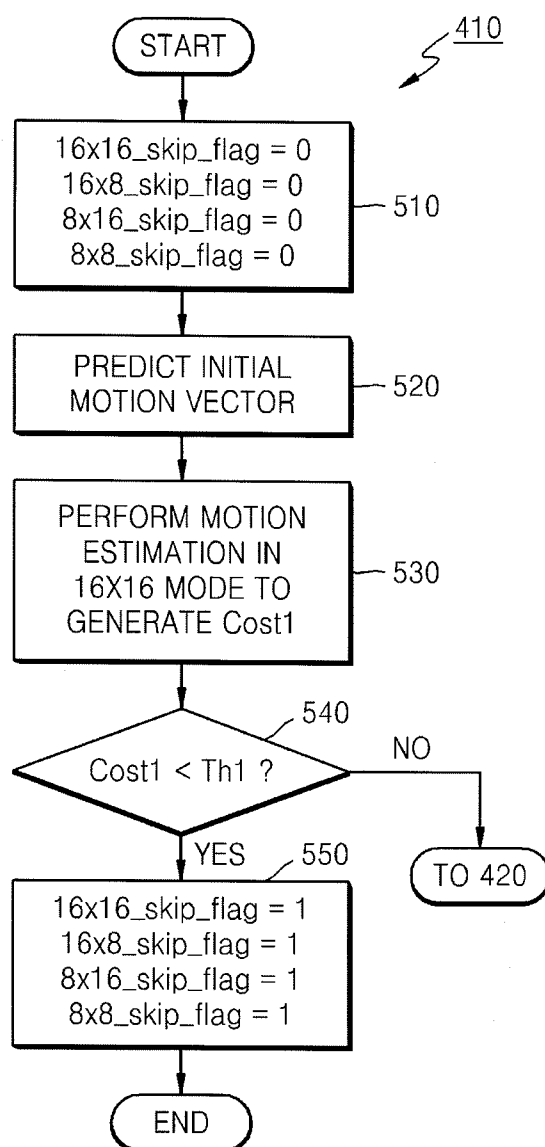 START
410
16x16_skip_flag = 0
16x8_skip_flag = 0
8x16_skip_flag = 0
8x8_skip_flag = 0
510
PREDICT INITIAL
MOTION VECTOR
520
PERFORM MOTION
ESTIMATION IN
16X16 MODE TO
GENERATE Cost1
530
540
Cost1 < Th1 ?
NO
YES
550
TO 420
16x16_skip_flag = 1
16x8_skip_flag = 1
8x16_skip_flag = 1
8x8_skip_flag = 1
END